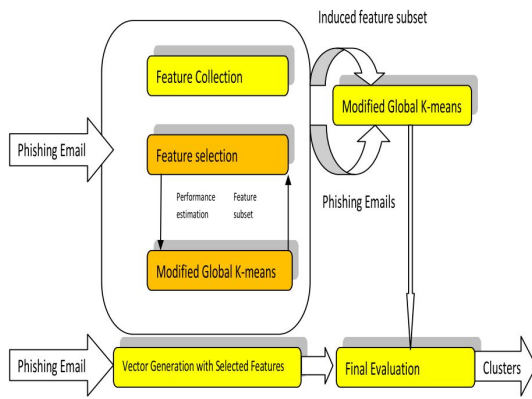 Induced feature subset
Feature Collection
Modified Global K-means
Phishing Email
Feature selection
Performance estimation
Feature subset
Phishing Emails
Modified Global K-means
Phishing Email
Vector Generation with Selected Features
Final Evaluation
Clusters